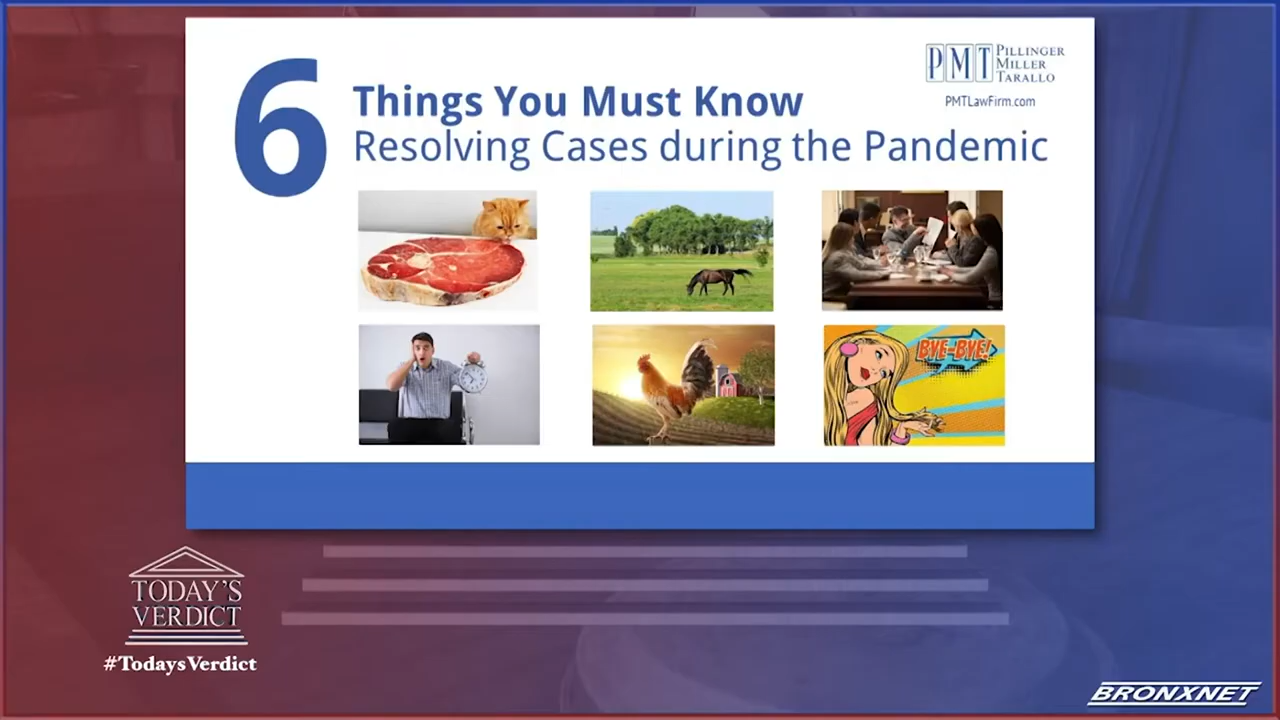 6
Things You Must Know
Resolving Cases during the Pandemic
PMT
PILLINGER
MILLER
TARALLO
PMTLawFirm.com
BYE-BYE!
TODAY'S
VERDICT
#TodaysVerdict
BRONXNET